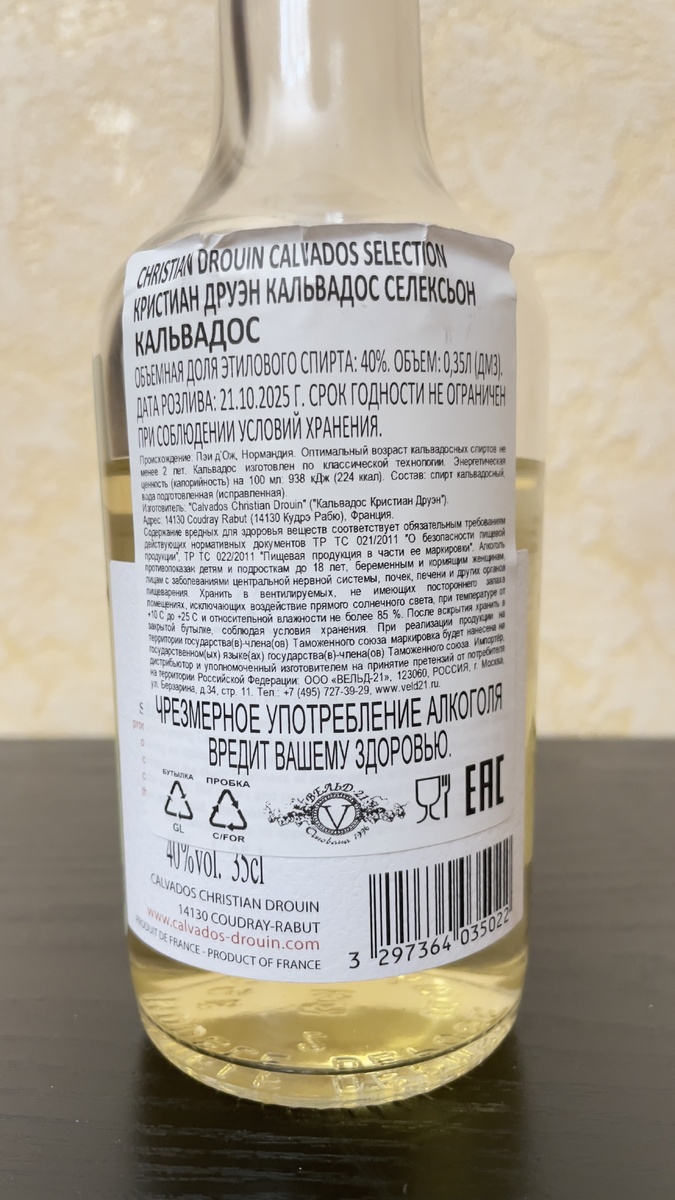 CHRISTIAN DROUIN CALVADOS SELECTION
КРИСТИАН ДРУЭН КАЛЬВАДОС СЕЛЕКСЬОН
КАЛЬВАДОС
ОБЪЕМНАЯ ДОЛЯ ЭТИЛОВОГО СПИРТА: 40%. ОБЪЕМ: 0,35Л (ДМ3).
ДАТА РОЗЛИВА: 21.10.2025 Г. СРОК ГОДНОСТИ НЕ ОГРАНИЧЕН
ПРИ СОБЛЮДЕНИИ УСЛОВИЙ ХРАНЕНИЯ.
Происхождение: Пэи д'Ож, Нормандия. Оптимальный возраст кальвадосных спиртов не
менее 2 лет. Кальвадос изготовлен по классической технологии. Энергетическая
ценность (калорийность) на 100 мл: 938 кДж (224 ккал). Состав: спирт кальвадосный,
вода подготовленная (исправленная).
Изготовитель: "Calvados Christian Drouin" ("Кальвадос Кристиан Друэн").
Адрес: 14130 Coudray Rabut (14130 Кудрэ Рабю), Франция.
Содержание вредных для здоровья веществ соответствует обязательным требованиям
действующих нормативных документов ТР ТС 021/2011 "О безопасности пищевой
продукции", ТР ТС 022/2011 "Пищевая продукция в части ее маркировки". Алкоголь
противопоказан детям и подросткам до 18 лет, беременным и кормящим женщинам,
лицам с заболеваниями центральной нервной системы, почек, печени и других органов
пищеварения. Хранить в вентилируемых, не имеющих постороннего запаха
помещениях, исключающих воздействие прямого солнечного света, при температуре от
+10 С до +25 С и относительной влажности не более 85 %. После вскрытия хранить в
закрытой бутылке, соблюдая условия хранения. При реализации продукции на
территории государства(в)-члена(ов) Таможенного союза маркировка будет нанесена на
государственном(ых) языке(ах) государства(в)-члена(ов) Таможенного союза. Импортёр,
дистрибьютор и уполномоченный изготовителем на принятие претензий от потребителя
на территории Российской Федерации: ООО «ВЕЛЬД-21», 123060, РОССИЯ, г. Москва,
ул. Берзарина, д.34, стр. 11. Тел.: +7 (495) 727-39-29, www.veld21.ru.
ЧРЕЗМЕРНОЕ УПОТРЕБЛЕНИЕ АЛКОГОЛЯ
ВРЕДИТ ВАШЕМУ ЗДОРОВЬЮ.
БУТЫЛКА ПРОБКА
GL C/FOR
ВЕЛЬД-21
V
Основана 1996
EAC
40%vol. 35cl
CALVADOS CHRISTIAN DROUIN
14130 COUDRAY-RABUT
www.calvados-drouin.com
PRODUIT DE FRANCE - PRODUCT OF FRANCE
3 297364 035022